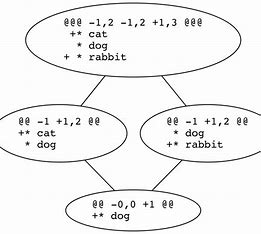 @@@ -1,2 -1,2 +1,3 @@@
+* cat
* dog
+ * rabbit
@@ -1 +1,2 @@
+* cat
* dog
@@ -1 +1,2 @@
* dog
+* rabbit
@@ -0,0 +1 @@
+* dog